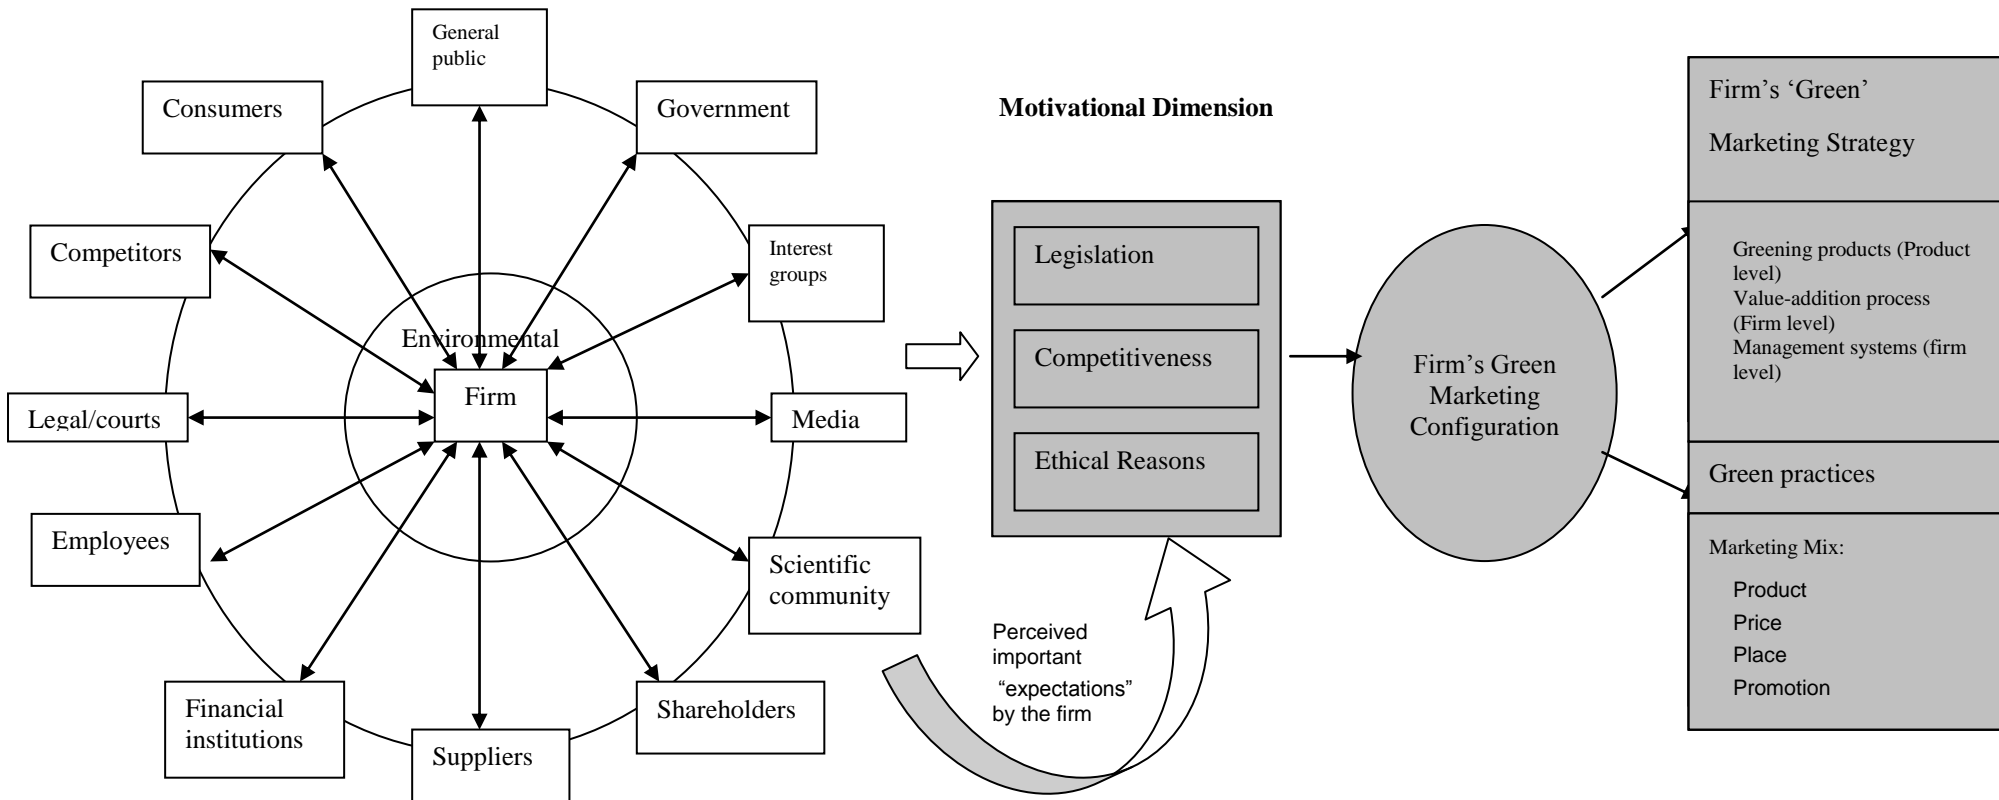 General
public
Consumers
Government
Competitors
Interest
groups
Environmental
Firm
Legal/courts
Media
Employees
Scientific
community
Financial
institutions
Suppliers
Shareholders
Motivational Dimension
Legislation
Competitiveness
Ethical Reasons
Perceived
important
“expectations”
by the firm
Firm’s Green
Marketing
Configuration
Firm’s ‘Green’
Marketing Strategy
Greening products (Product
level)
Value-addition process
(Firm level)
Management systems (firm
level)
Green practices
Marketing Mix:
Product
Price
Place
Promotion